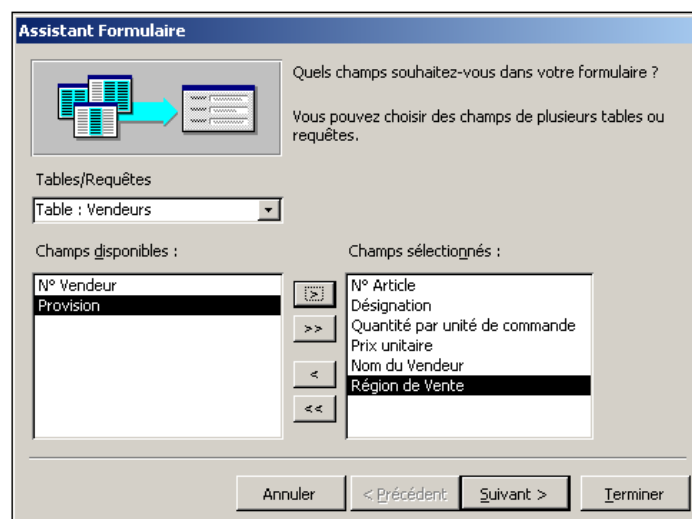 Assistant Formulaire
Quels champs souhaitez-vous dans votre formulaire ?
Vous pouvez choisir des champs de plusieurs tables ou
requêtes.
Tables/Requêtes
Table : Vendeurs
Champs disponibles :
N° Vendeur
Provision
>
>>
<
<<
Champs sélectionnés :
N° Article
Désignation
Quantité par unité de commande
Prix unitaire
Nom du Vendeur
Région de Vente
Annuler
< Précédent
Suivant >
Terminer